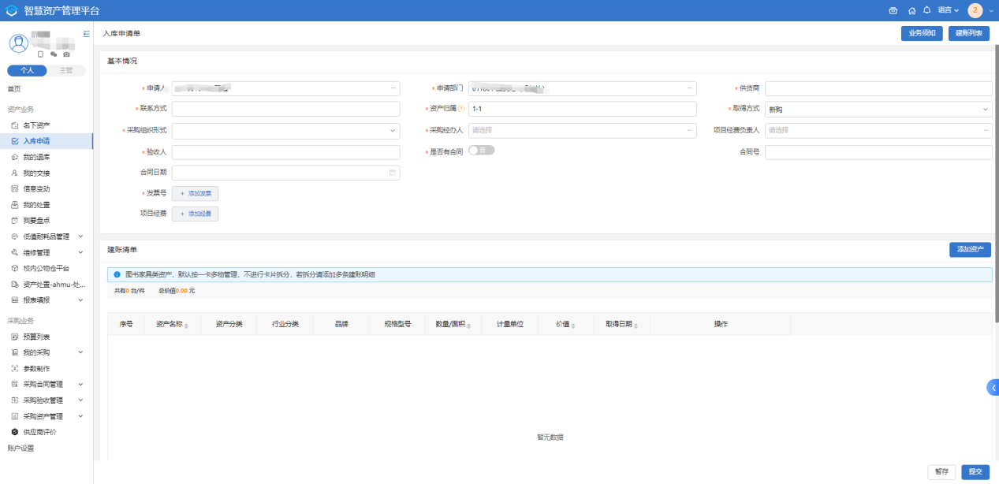 智慧资产管理平台
语言
2
个人
主管
首页
资产业务
名下资产
入库申请
我的退库
我的交接
信息变动
我的处置
我要盘点
低值耐耗品管理
维修管理
校内公物仓平台
资产处置-ahmu-处...
报表填报
采购业务
预算列表
我的采购
参数制作
采购合同管理
采购验收管理
采购资产管理
供应商评价
账户设置
入库申请单
业务须知
建账列表
基本情况
* 申请人
* 申请部门
* 供货商
* 联系方式
* 资产归属
1-1
* 取得方式
新购
* 采购组织形式
* 采购经办人
请选择
项目经费负责人
请选择
* 验收人
* 是否有合同
否
合同号
合同日期
* 发票号
+ 添加发票
项目经费
+ 添加经费
建账清单
添加资产
图书家具类资产，默认按一卡多物管理，不进行卡片拆分，若拆分请添加多条建账明细
共有0 台/件 总价值0.00 元
序号 资产名称 资产分类 行业分类 品牌 规格型号 数量/面积 计量单位 价值 取得日期 操作
暂无数据
暂存
提交